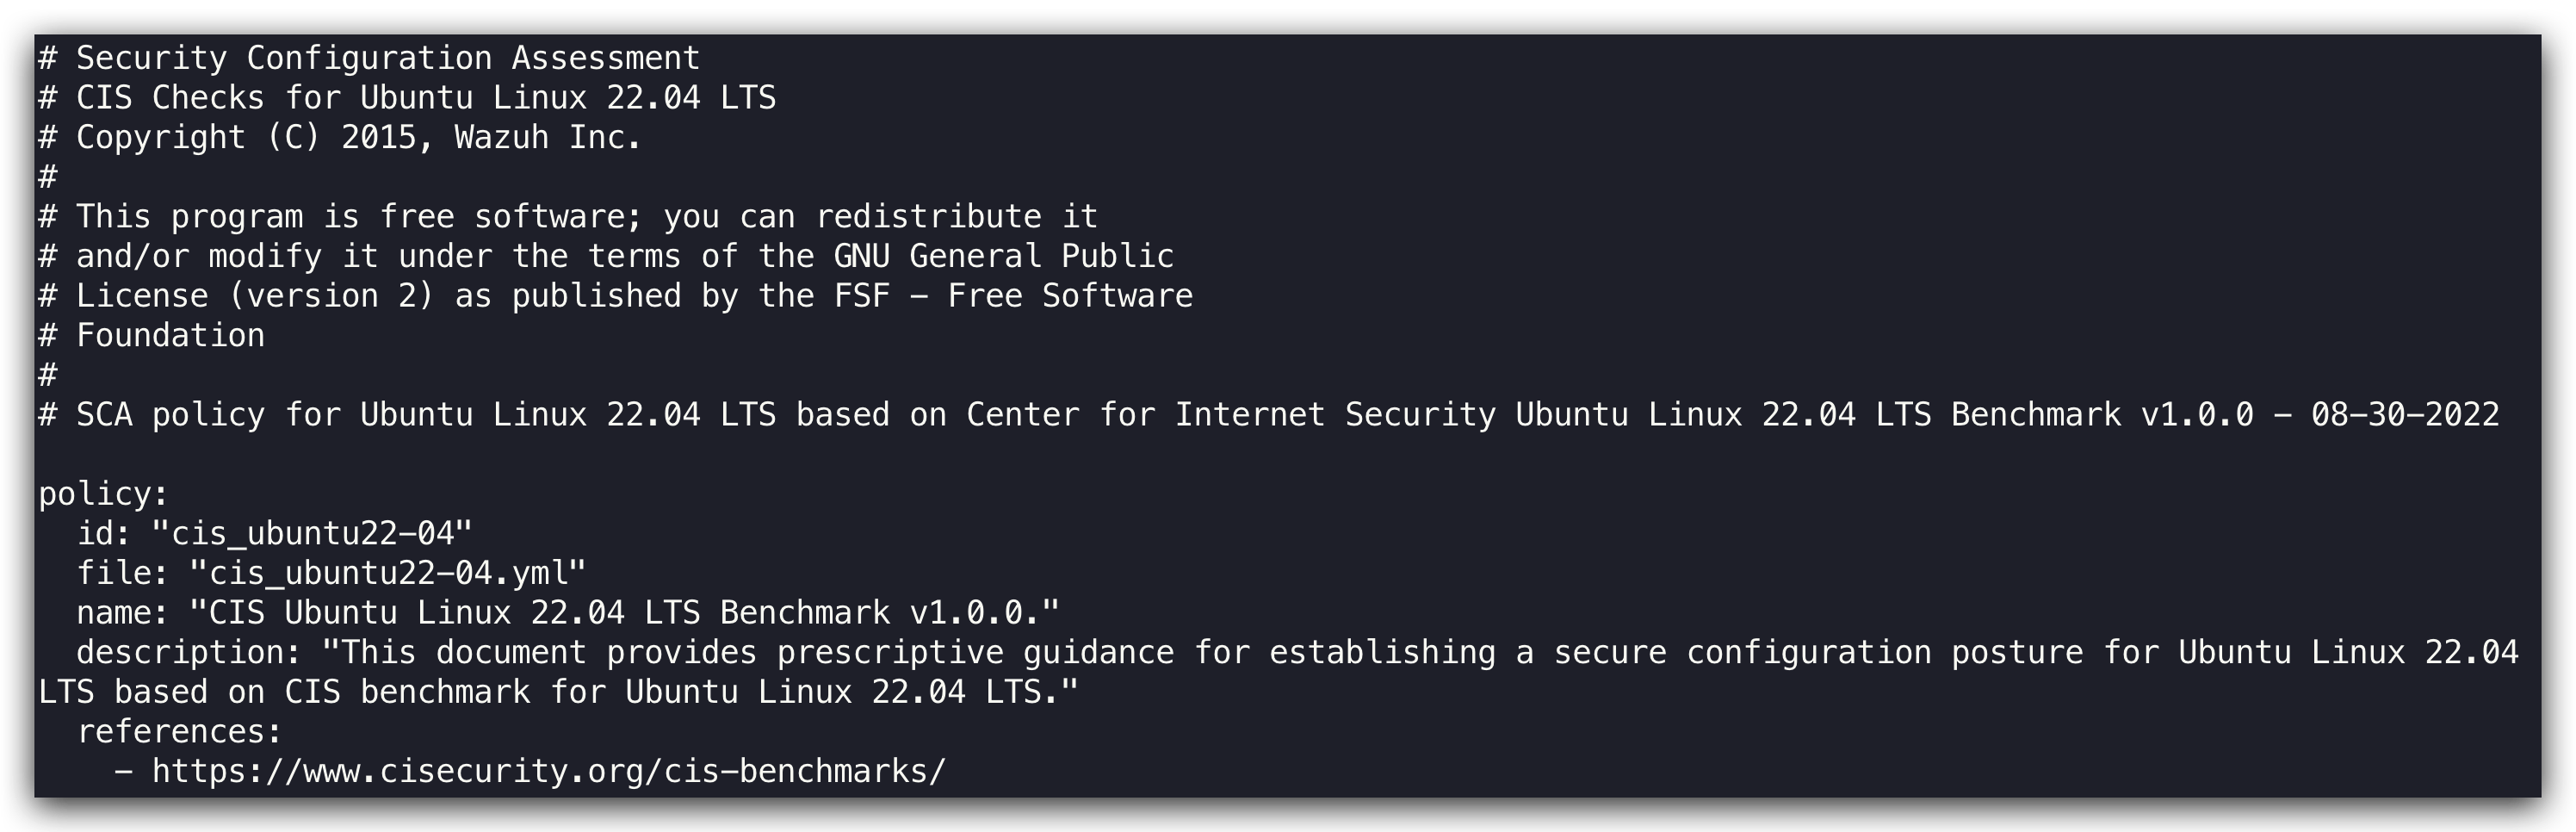 # Security Configuration Assessment
# CIS Checks for Ubuntu Linux 22.04 LTS
# Copyright (C) 2015, Wazuh Inc.
#
# This program is free software; you can redistribute it
# and/or modify it under the terms of the GNU General Public
# License (version 2) as published by the FSF - Free Software
# Foundation
#
# SCA policy for Ubuntu Linux 22.04 LTS based on Center for Internet Security Ubuntu Linux 22.04 LTS Benchmark v1.0.0 - 08-30-2022

policy:
  id: "cis_ubuntu22-04"
  file: "cis_ubuntu22-04.yml"
  name: "CIS Ubuntu Linux 22.04 LTS Benchmark v1.0.0."
  description: "This document provides prescriptive guidance for establishing a secure configuration posture for Ubuntu Linux 22.04
LTS based on CIS benchmark for Ubuntu Linux 22.04 LTS."
  references:
    - https://www.cisecurity.org/cis-benchmarks/